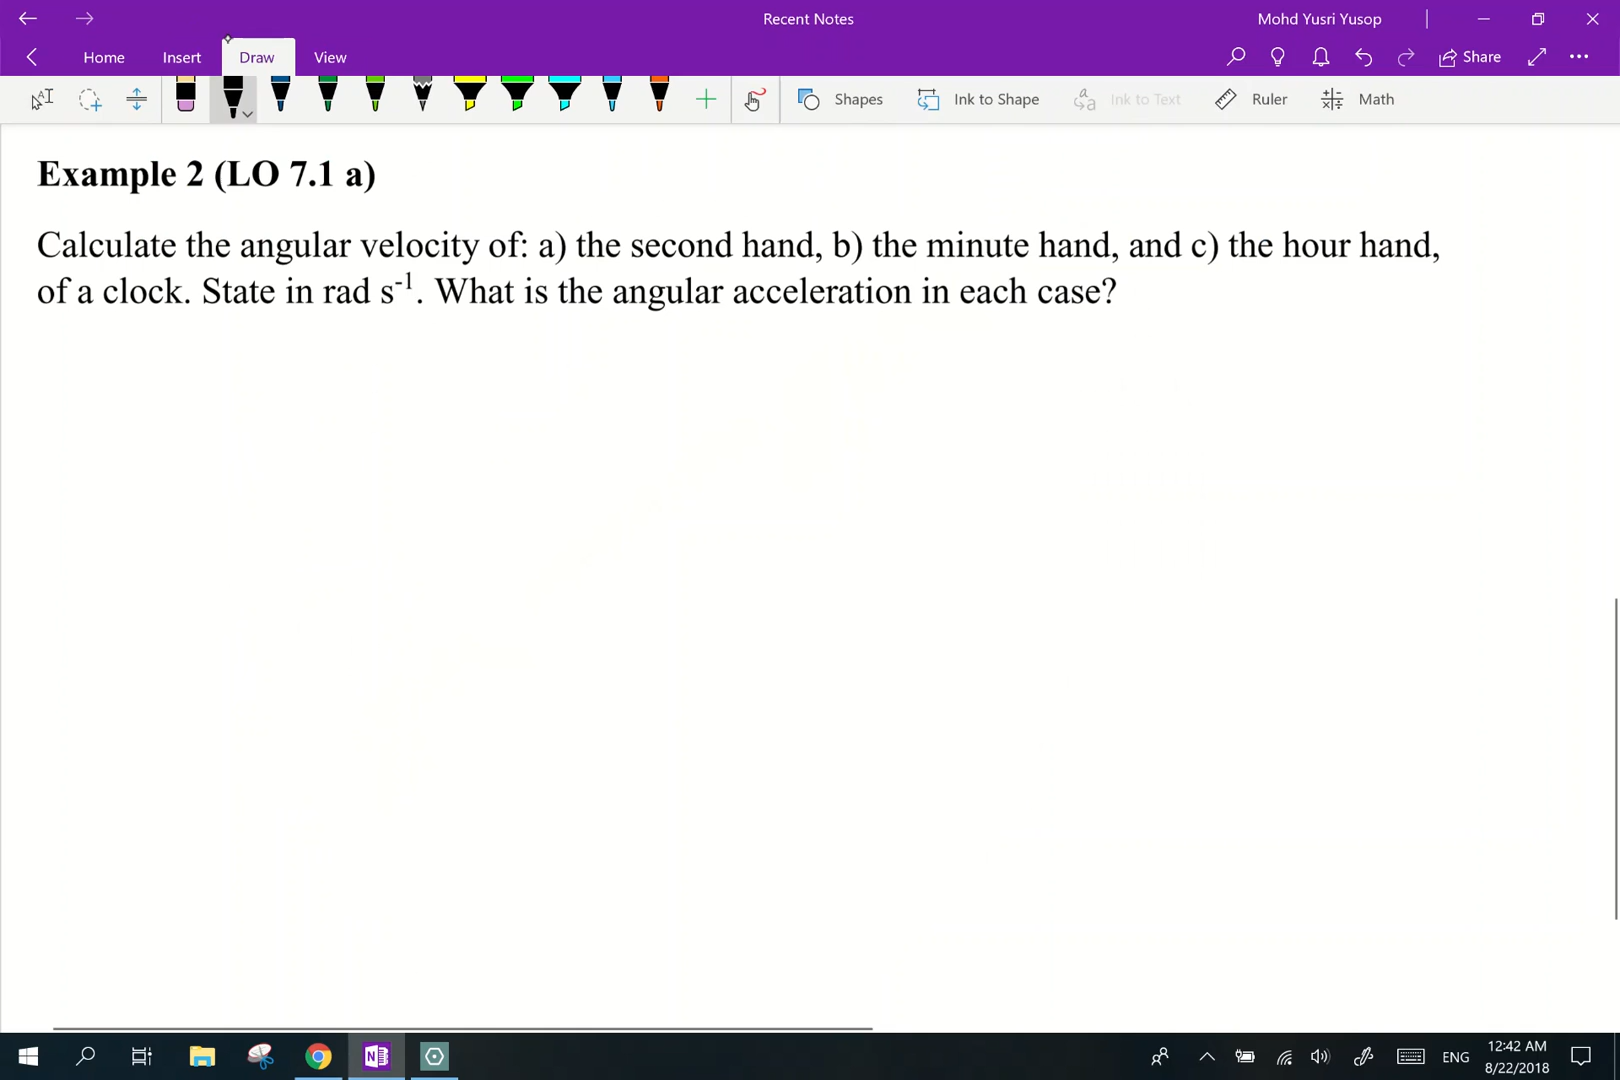 Recent Notes
Mohd Yusri Yusop
Home Insert Draw View
Share
Shapes Ink to Shape Ink to Text Ruler Math
Example 2 (LO 7.1 a)
Calculate the angular velocity of: a) the second hand, b) the minute hand, and c) the hour hand,
of a clock. State in rad s⁻¹. What is the angular acceleration in each case?
ENG
12:42 AM
8/22/2018